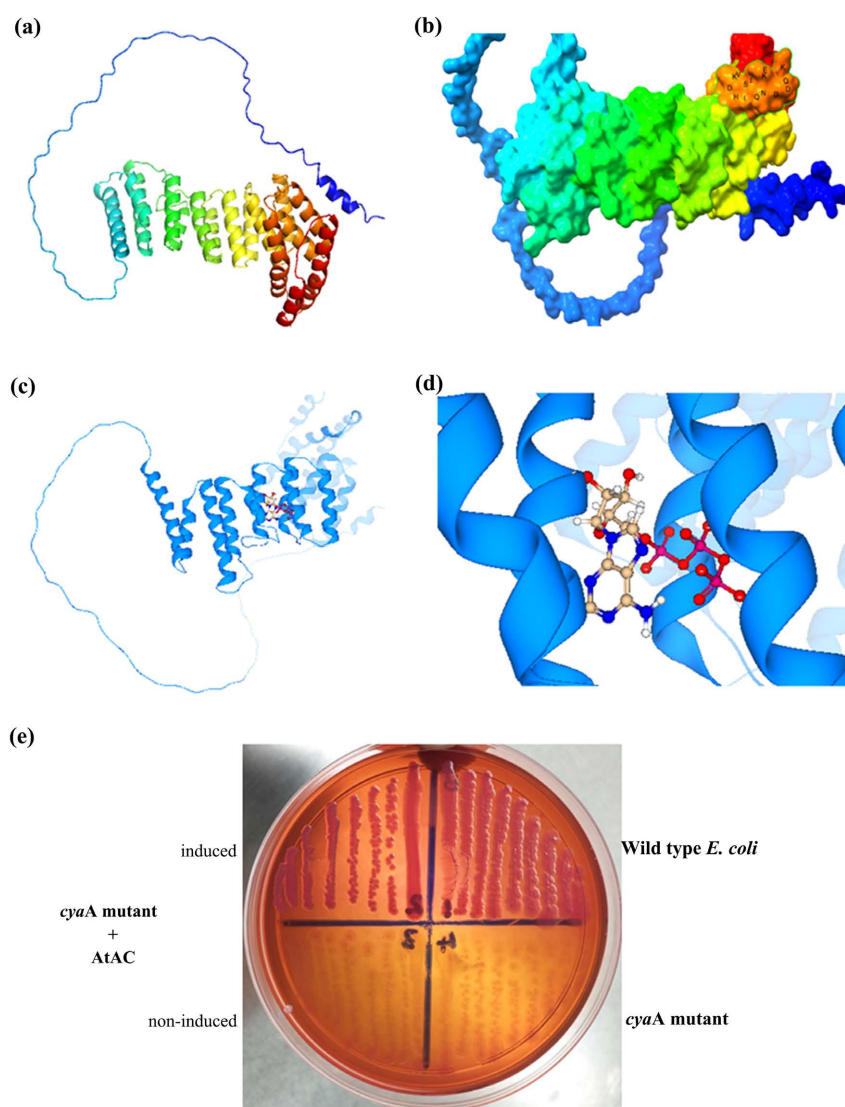 (a)
(b)
(c)
(d)
(e)
induced
Wild type E. coli
cyaA mutant
+
AtAC
non-induced
cyaA mutant